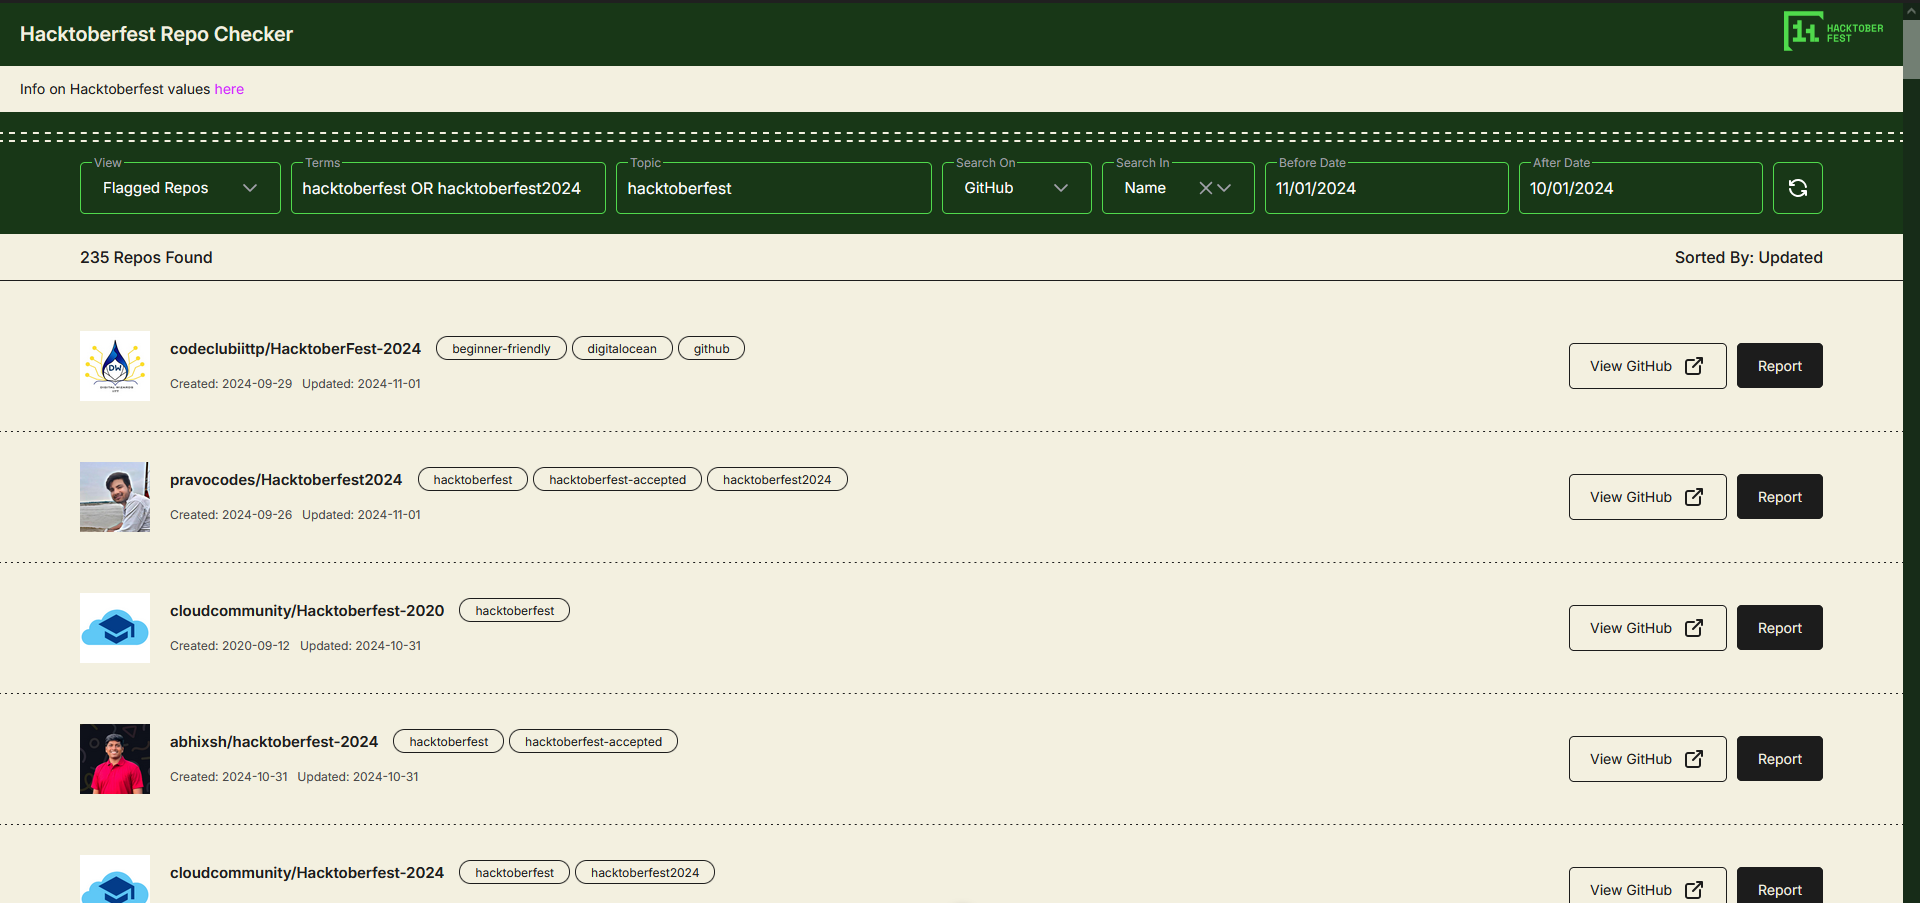 Hacktoberfest Repo Checker
HACKTOBER
FEST
Info on Hacktoberfest values here
View
Terms
Topic
Search On
Search In
Before Date
After Date
Flagged Repos
hacktoberfest OR hacktoberfest2024
hacktoberfest
GitHub
Name
11/01/2024
10/01/2024
235 Repos Found
Sorted By: Updated
codeclubiittp/HacktoberFest-2024 beginner-friendly digitalocean github
Created: 2024-09-29 Updated: 2024-11-01
DW
View GitHub
Report
pravocodes/Hacktoberfest2024 hacktoberfest hacktoberfest-accepted hacktoberfest2024
Created: 2024-09-26 Updated: 2024-11-01
View GitHub
Report
cloudcommunity/Hacktoberfest-2020 hacktoberfest
Created: 2020-09-12 Updated: 2024-10-31
View GitHub
Report
abhixsh/hacktoberfest-2024 hacktoberfest hacktoberfest-accepted
Created: 2024-10-31 Updated: 2024-10-31
View GitHub
Report
cloudcommunity/Hacktoberfest-2024 hacktoberfest hacktoberfest2024
View GitHub
Report